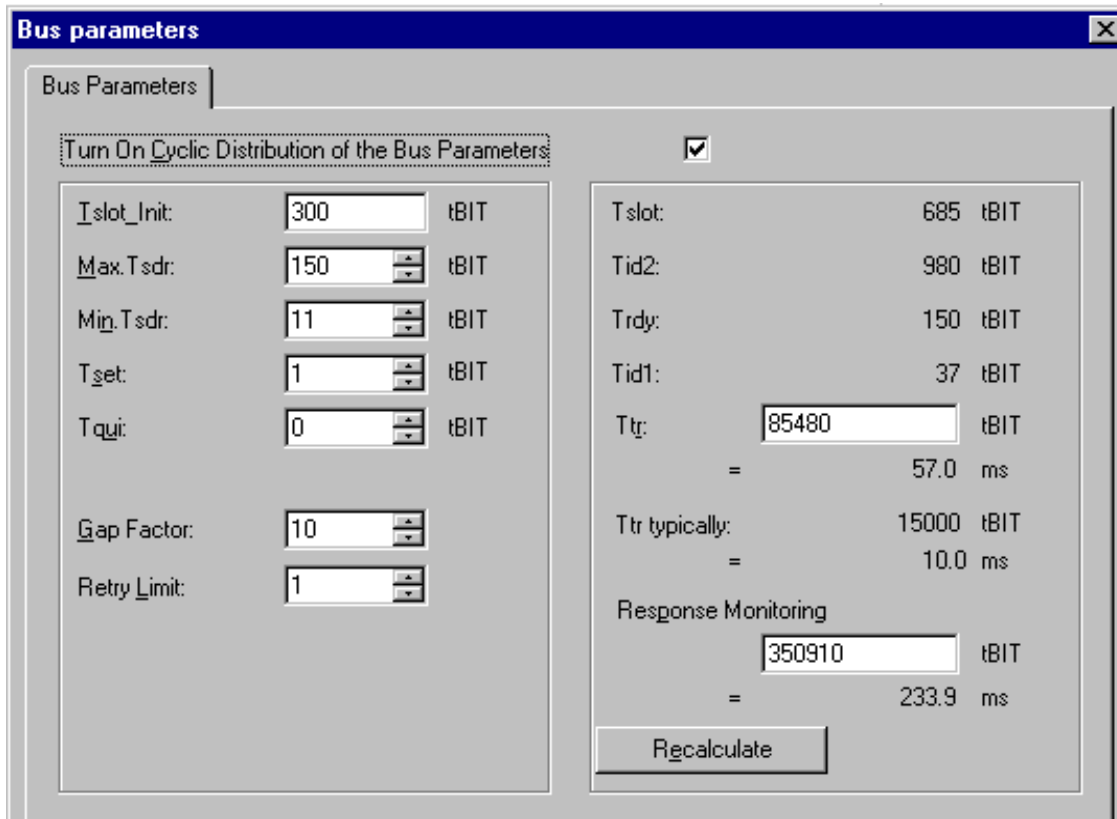 Bus parameters
Bus Parameters
Turn On Cyclic Distribution of the Bus Parameters
Tslot_Init: 300 tBIT
Max.Tsdr: 150 tBIT
Min.Tsdr: 11 tBIT
Tset: 1 tBIT
Tqui: 0 tBIT
Gap Factor: 10
Retry Limit: 1
Tslot: 685 tBIT
Tid2: 980 tBIT
Trdy: 150 tBIT
Tid1: 37 tBIT
Ttr: 85480 tBIT
= 57.0 ms
Ttr typically: 15000 tBIT
= 10.0 ms
Response Monitoring
350910 tBIT
= 233.9 ms
Recalculate